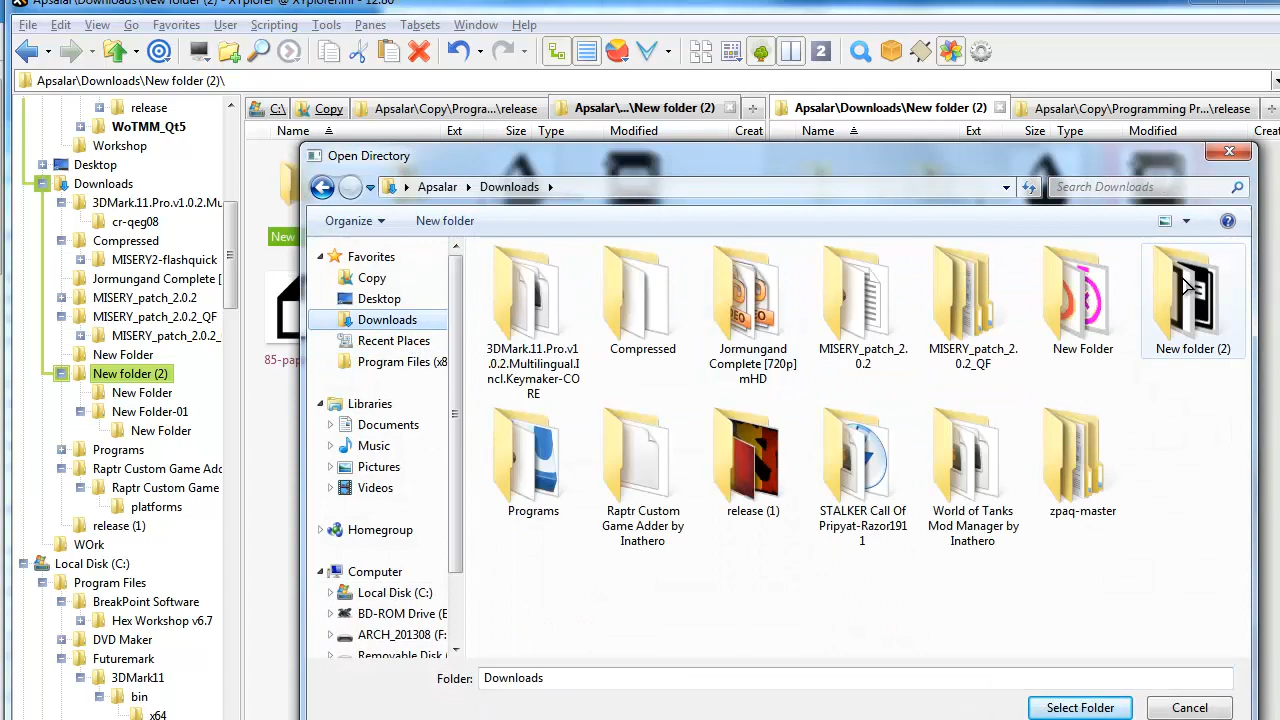 Apsalar\Downloads\New folder (2) - XYplorer @ XYplorer.ini - 12.80
File Edit View Go Favorites User Scripting Tools Panes Tabsets Window Help
2
Apsalar\Downloads\New folder (2)\
release
WoTMM_Qt5
Workshop
Desktop
Downloads
3DMark.11.Pro.v1.0.2.Mu
cr-qeg08
Compressed
MISERY2-flashquick
Jormungand Complete [
MISERY_patch_2.0.2
MISERY_patch_2.0.2_QF
MISERY_patch_2.0.2_
New Folder
New folder (2)
New Folder
New Folder-01
New Folder
Programs
Raptr Custom Game Adc
Raptr Custom Game
platforms
release (1)
WOrk
Local Disk (C:)
Program Files
BreakPoint Software
Hex Workshop v6.7
DVD Maker
Futuremark
3DMark11
bin
x64
C:\ Copy Apsalar\Copy\Progra...\release Apsalar\...\New folder (2)
Name Ext Size Type Modified Creat
New
85-pap
Apsalar\Downloads\New folder (2) Apsalar\Copy\Programming Pr...\release
Name Ext Size Type Modified Creat
Open Directory
Apsalar Downloads
Search Downloads
Organize New folder
Favorites
Copy
Desktop
Downloads
Recent Places
Program Files (x8
Libraries
Documents
Music
Pictures
Videos
Homegroup
Computer
Local Disk (C:)
BD-ROM Drive (E
ARCH_201308 (F:
Removable Disk (
3DMark.11.Pro.v1
.0.2.Multilingual.I
ncl.Keymaker-CO
RE
Compressed
Jormungand
Complete [720p]
mHD
MISERY_patch_2.
0.2
MISERY_patch_2.
0.2_QF
New Folder
New folder (2)
Programs
Raptr Custom
Game Adder by
Inathero
release (1)
STALKER Call Of
Pripyat-Razor191
1
World of Tanks
Mod Manager by
Inathero
zpaq-master
Folder: Downloads
Select Folder Cancel